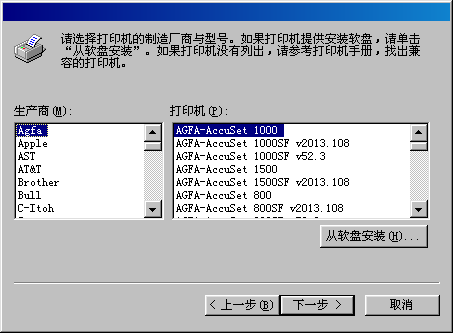 请选择打印机的制造厂商与型号。如果打印机提供安装软盘，请单击
“从软盘安装”。如果打印机没有列出，请参考打印机手册，找出兼
容的打印机。
生产商(M):
打印机(P):
Agfa
Apple
AST
AT&T
Brother
Bull
C-Itoh
AGFA-AccuSet 1000
AGFA-AccuSet 1000SF v2013.108
AGFA-AccuSet 1000SF v52.3
AGFA-AccuSet 1500
AGFA-AccuSet 1500SF v2013.108
AGFA-AccuSet 800
AGFA-AccuSet 800SF v2013.108
从软盘安装(H)...
< 上一步(B)
下一步 >
取消